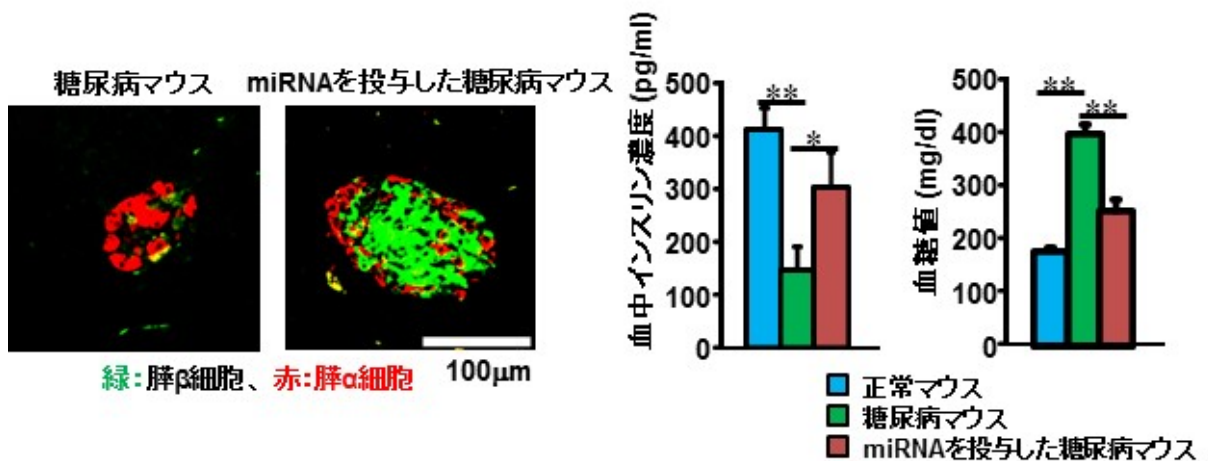 糖尿病マウス
miRNAを投与した糖尿病マウス
緑：膵β細胞、赤：膵α細胞
100μm
血中インスリン濃度 (pg/ml)
500
400
300
200
100
0
**
*
血糖値 (mg/dl)
500
400
300
200
100
0
**
**
正常マウス
糖尿病マウス
miRNAを投与した糖尿病マウス